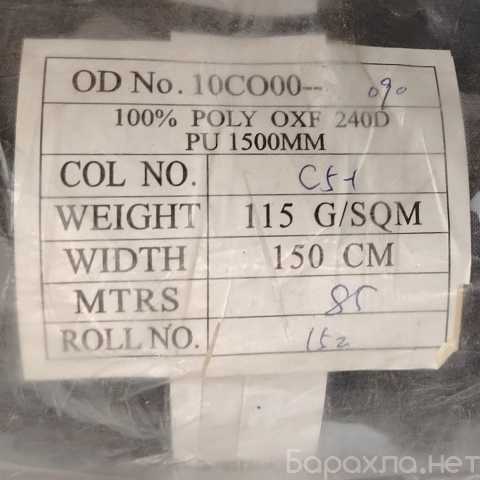 OD No. 10CO00-- 090
100% POLY OXF 240D
PU 1500MM
COL NO. C51
WEIGHT 115 G/SQM
WIDTH 150 CM
MTRS 85
ROLL NO. 152
Барахла.нет